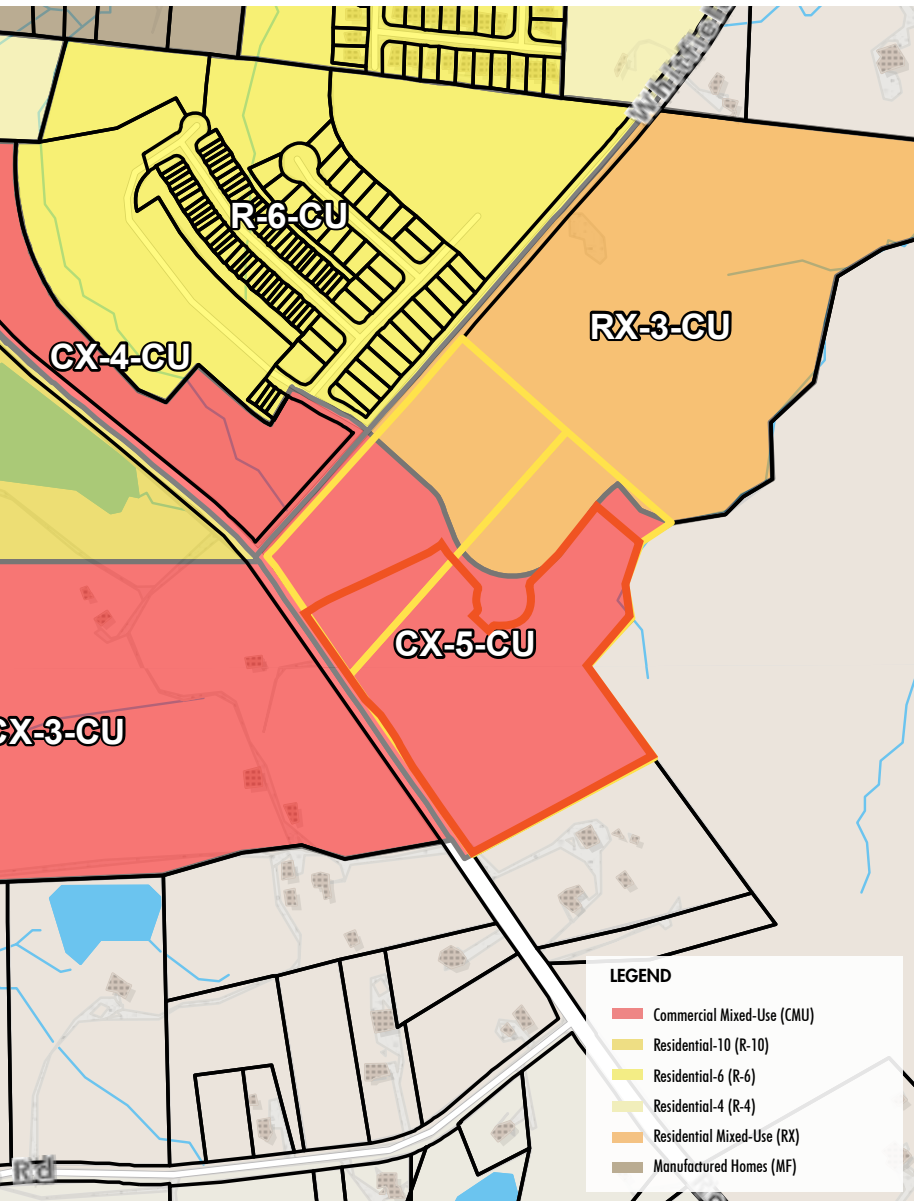 R-6-CU
RX-3-CU
CX-4-CU
CX-5-CU
CX-3-CU
LEGEND
Commercial Mixed-Use (CMU)
Residential-10 (R-10)
Residential-6 (R-6)
Residential-4 (R-4)
Residential Mixed-Use (RX)
Manufactured Homes (MF)
Rd